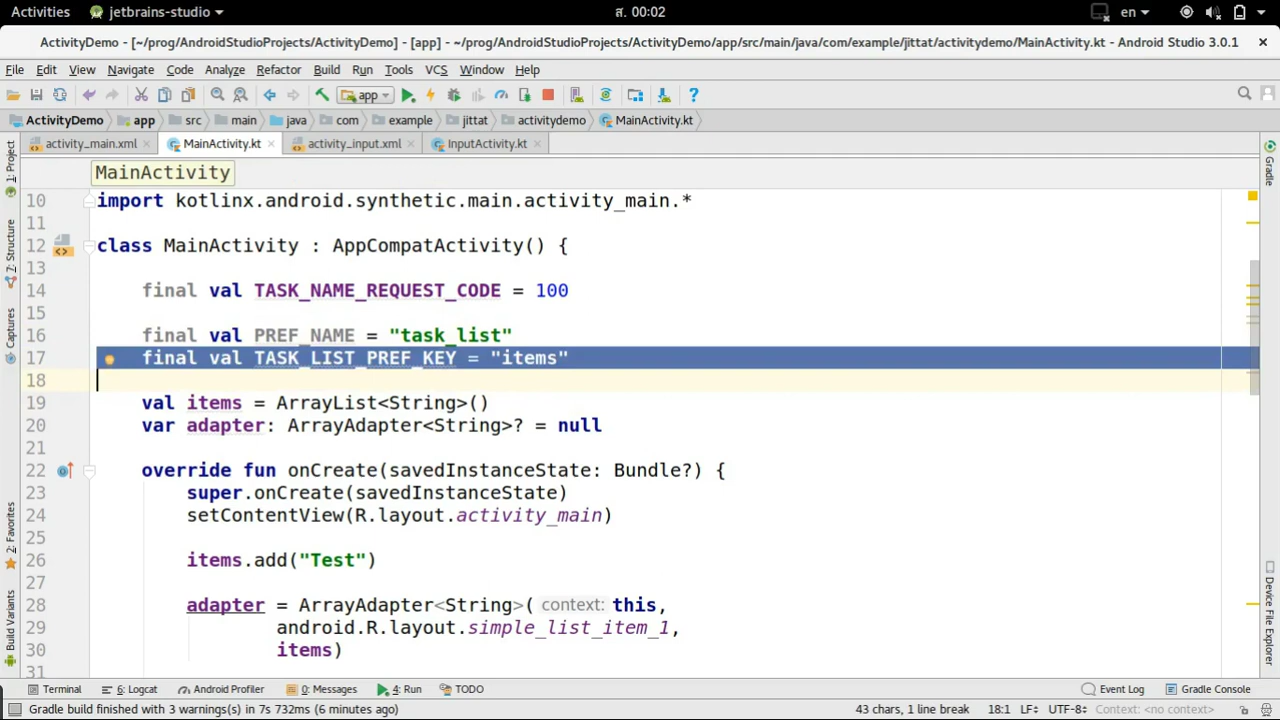 Activities jetbrains-studio ส. 00:02 en
ActivityDemo - [~/prog/AndroidStudioProjects/ActivityDemo] - [app] - ~/prog/AndroidStudioProjects/ActivityDemo/app/src/main/java/com/example/jittat/activitydemo/MainActivity.kt - Android Studio 3.0.1
File Edit View Navigate Code Analyze Refactor Build Run Tools VCS Window Help
app
ActivityDemo app src main java com example jittat activitydemo MainActivity.kt
activity_main.xml MainActivity.kt activity_input.xml InputActivity.kt
MainActivity
10 import kotlinx.android.synthetic.main.activity_main.*
11
12 class MainActivity : AppCompatActivity() {
13
14 final val TASK_NAME_REQUEST_CODE = 100
15
16 final val PREF_NAME = "task_list"
17 final val TASK_LIST_PREF_KEY = "items"
18
19 val items = ArrayList<String>()
20 var adapter: ArrayAdapter<String>? = null
21
22 override fun onCreate(savedInstanceState: Bundle?) {
23 super.onCreate(savedInstanceState)
24 setContentView(R.layout.activity_main)
25
26 items.add("Test")
27
28 adapter = ArrayAdapter<String>( context: this,
29 android.R.layout.simple_list_item_1,
30 items)
31
1: Project
7: Structure
Captures
2: Favorites
Build Variants
Gradle
Device File Explorer
Terminal 6: Logcat Android Profiler 0: Messages 4: Run TODO Event Log Gradle Console
Gradle build finished with 3 warnings(s) in 7s 732ms (6 minutes ago) 43 chars, 1 line break 18:1 LF UTF-8 Context: <no context>